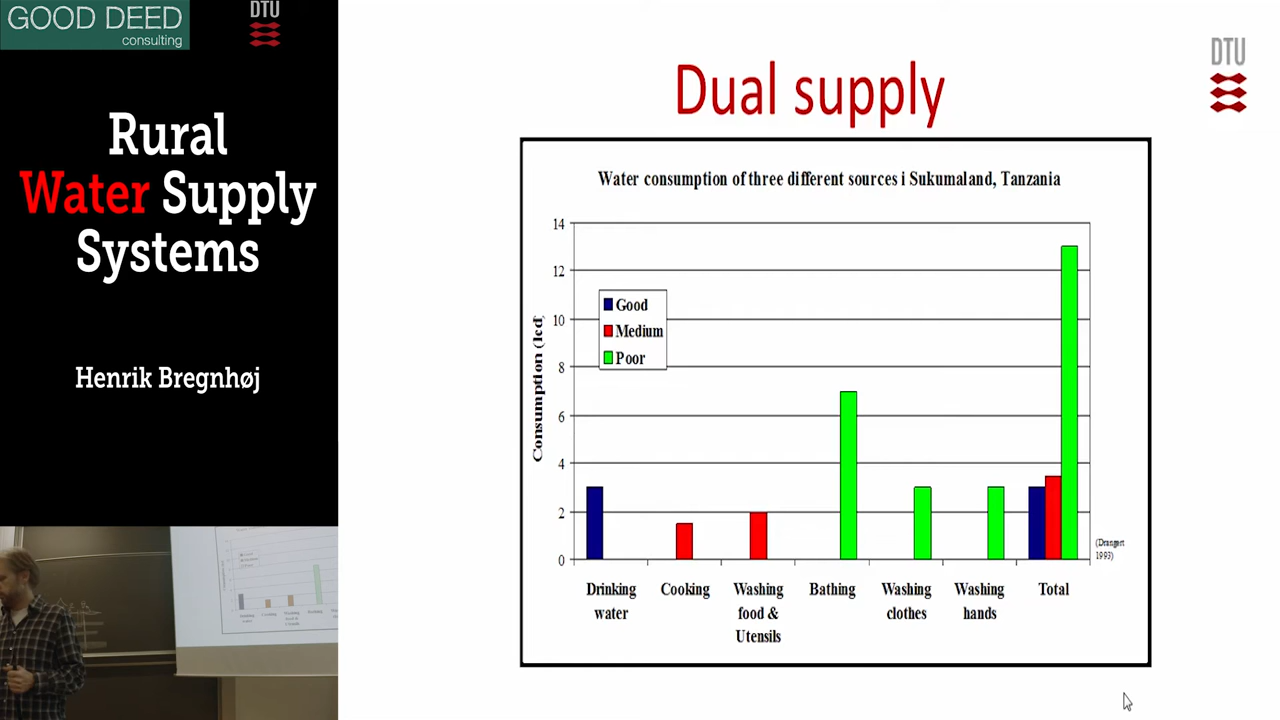 GOOD DEED
consulting
DTU
Rural
Water Supply
Systems
Henrik Bregnhøj
Dual supply
DTU
Water consumption of three different sources i Sukumaland, Tanzania
Consumption (lcd)
14
12
10
8
6
4
2
0
Good
Medium
Poor
Drinking water
Cooking
Washing food & Utensils
Bathing
Washing clothes
Washing hands
Total
1993)